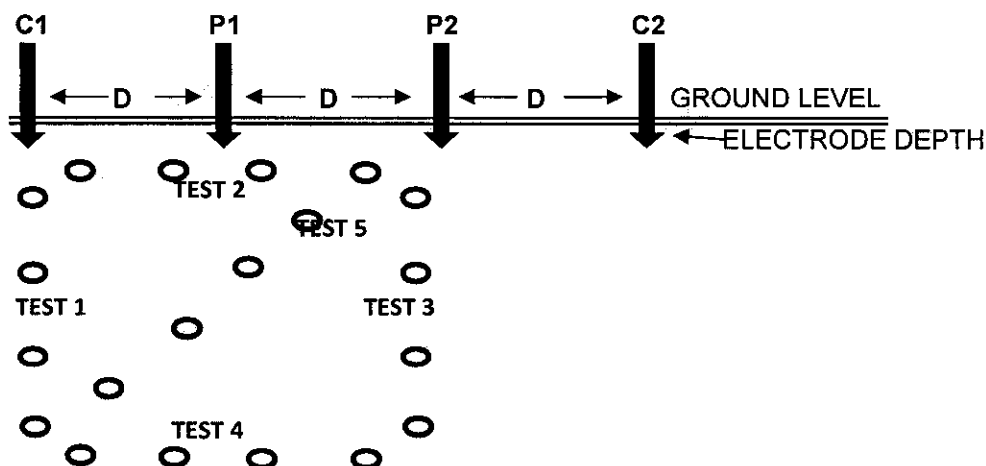 C1 P1 P2 C2
D D D
GROUND LEVEL
ELECTRODE DEPTH
TEST 2
TEST 5
TEST 1 TEST 3
TEST 4